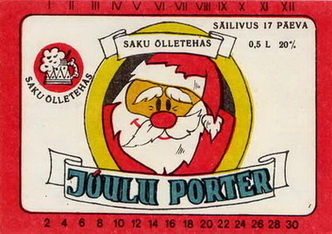 I II III IV V VI VII VIII IX X XI XII
SÄILIVUS 17 PÄEVA
SAKU ÕLLETEHAS
0,5 L 20%
SAKU ÕLLETEHAS
JÕULU PORTER
2 4 6 8 10 12 14 16 18 20 22 24 26 28 30